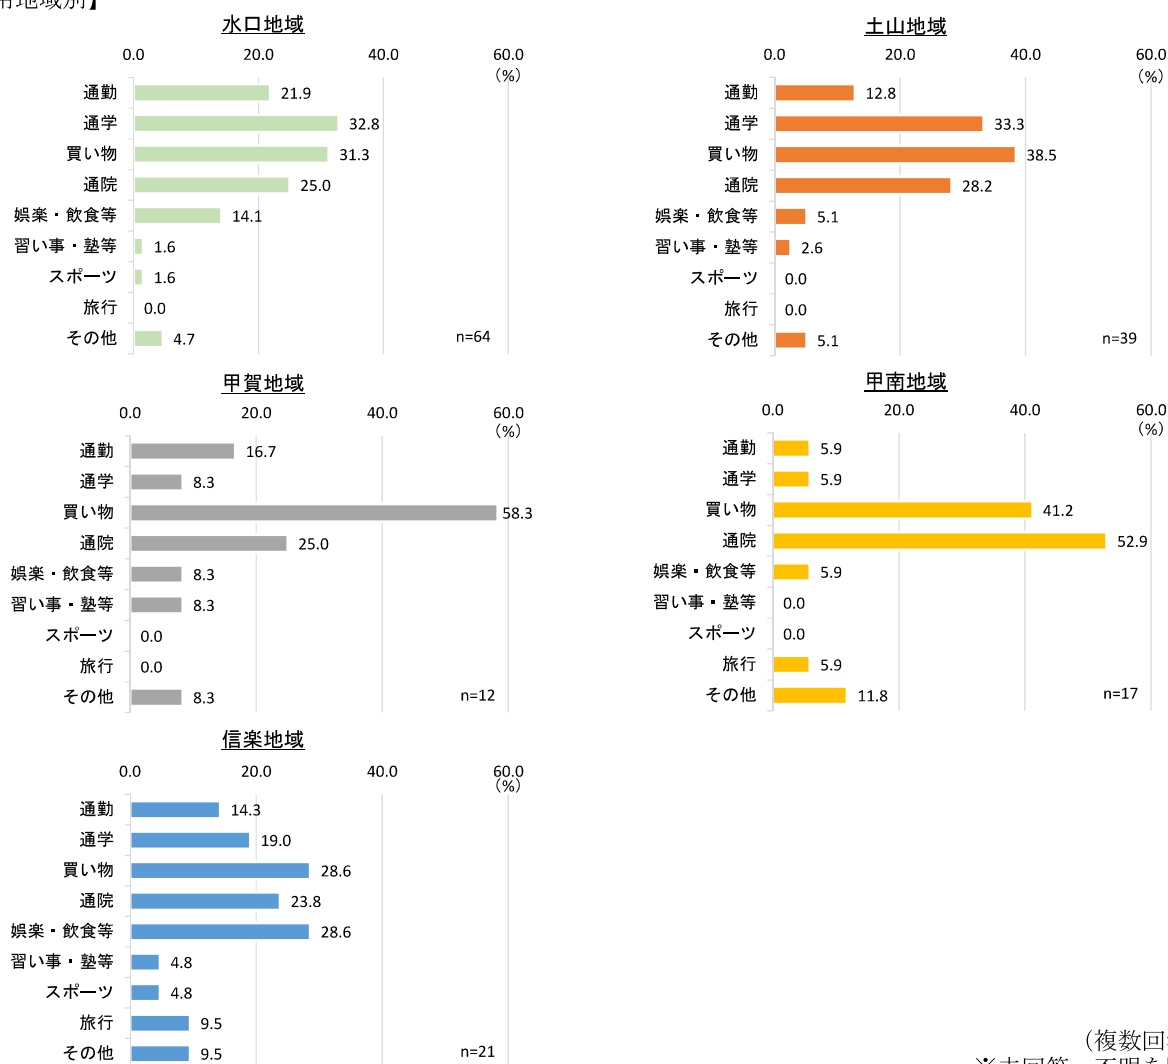 用地域別】
水口地域
0.0 20.0 40.0 60.0
(%)
通勤 21.9
通学 32.8
買い物 31.3
通院 25.0
娯楽・飲食等 14.1
習い事・塾等 1.6
スポーツ 1.6
旅行 0.0
その他 4.7
n=64
土山地域
0.0 20.0 40.0 60.0
(%)
通勤 12.8
通学 33.3
買い物 38.5
通院 28.2
娯楽・飲食等 5.1
習い事・塾等 2.6
スポーツ 0.0
旅行 0.0
その他 5.1
n=39
甲賀地域
0.0 20.0 40.0 60.0
(%)
通勤 16.7
通学 8.3
買い物 58.3
通院 25.0
娯楽・飲食等 8.3
習い事・塾等 8.3
スポーツ 0.0
旅行 0.0
その他 8.3
n=12
甲南地域
0.0 20.0 40.0 60.0
(%)
通勤 5.9
通学 5.9
買い物 41.2
通院 52.9
娯楽・飲食等 5.9
習い事・塾等 0.0
スポーツ 0.0
旅行 5.9
その他 11.8
n=17
信楽地域
0.0 20.0 40.0 60.0
(%)
通勤 14.3
通学 19.0
買い物 28.6
通院 23.8
娯楽・飲食等 28.6
習い事・塾等 4.8
スポーツ 4.8
旅行 9.5
その他 9.5
n=21
(複数回